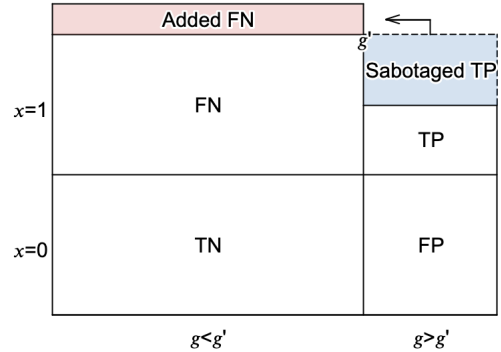 Added FN
g'
Sabotaged TP
x=1
FN
TP
x=0
TN
FP
g<g'
g>g'